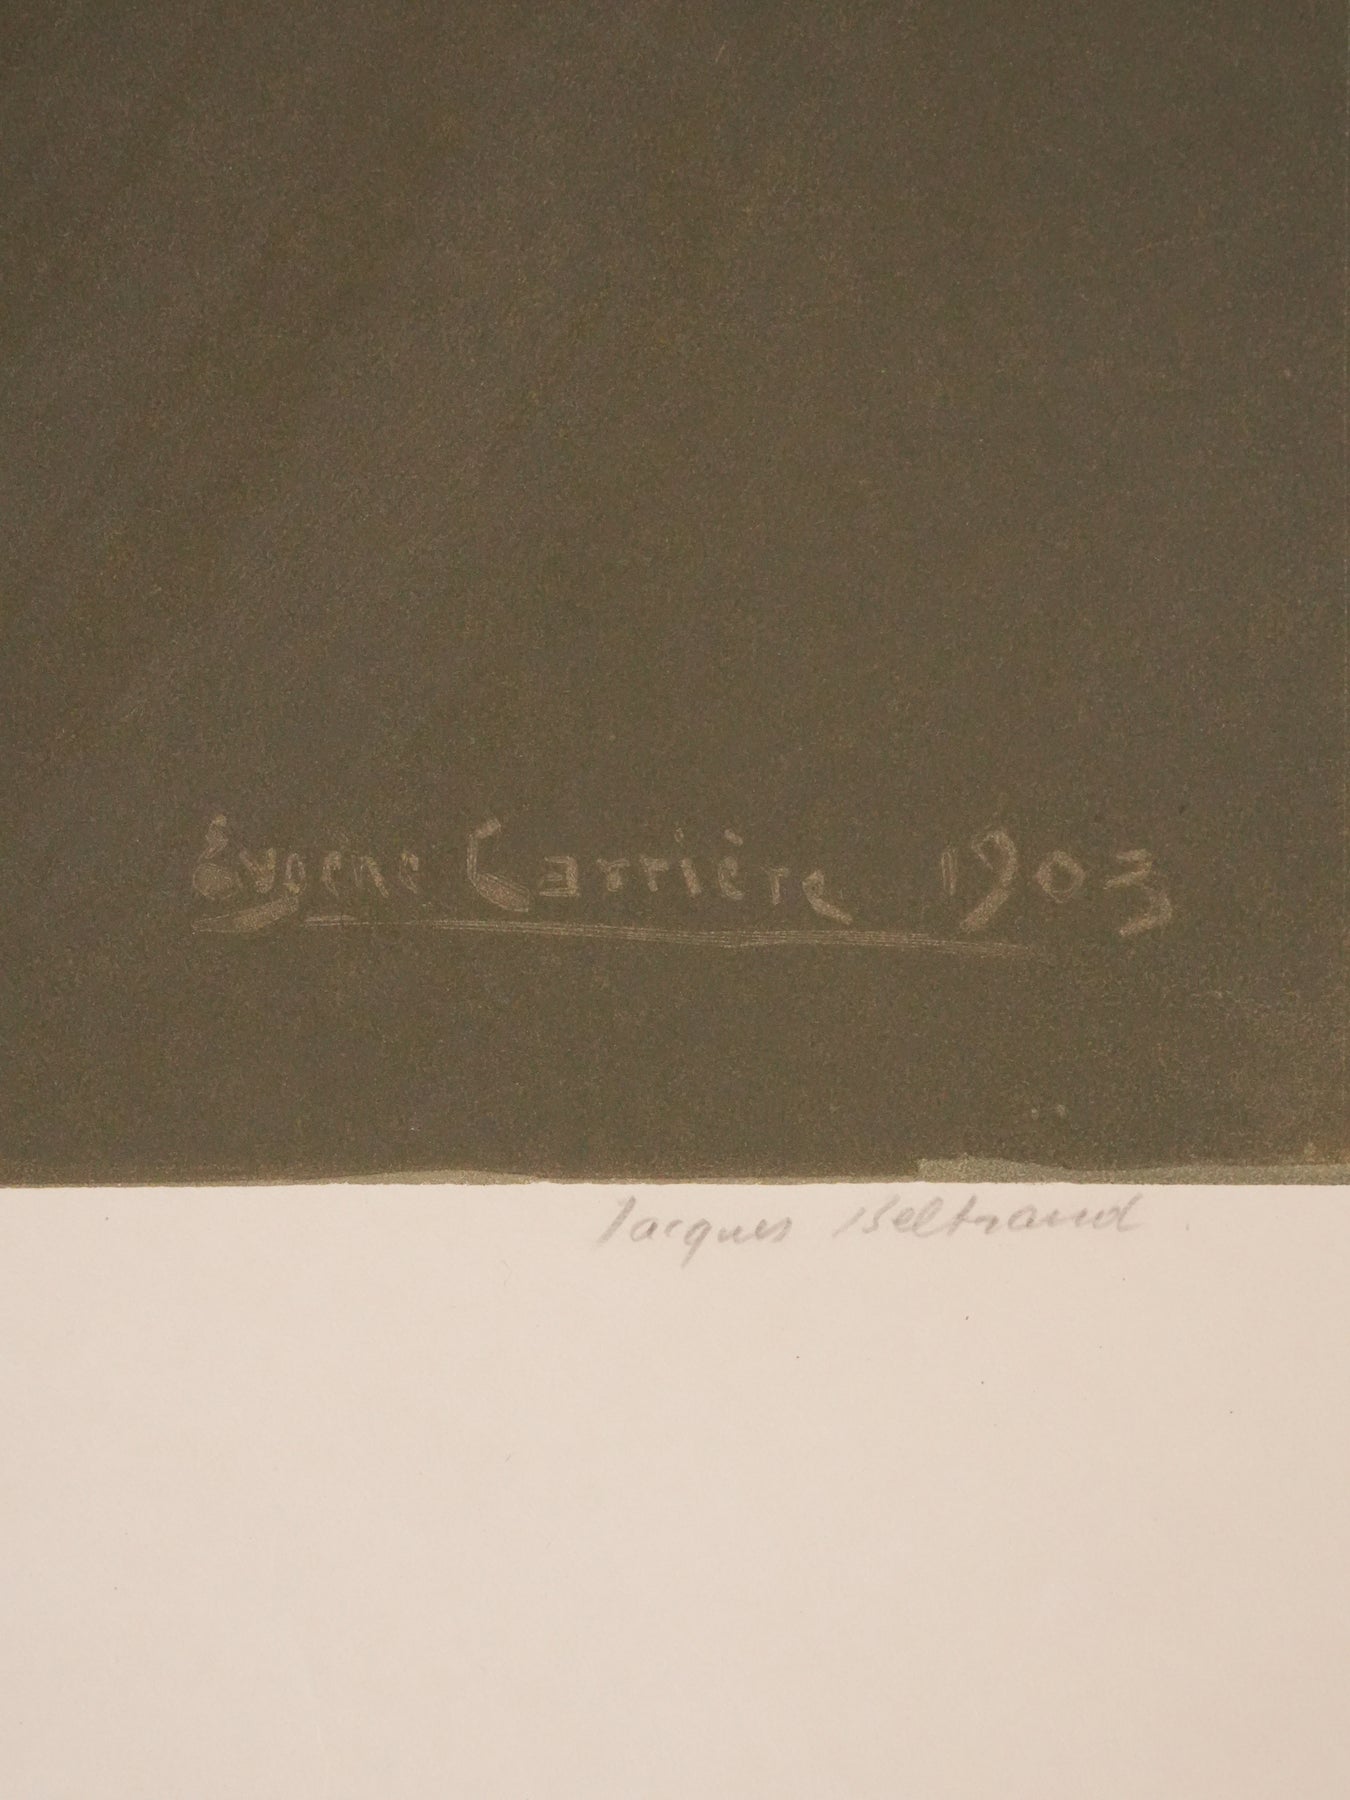 Eugène Carrière 1903
Jacques Beltrand